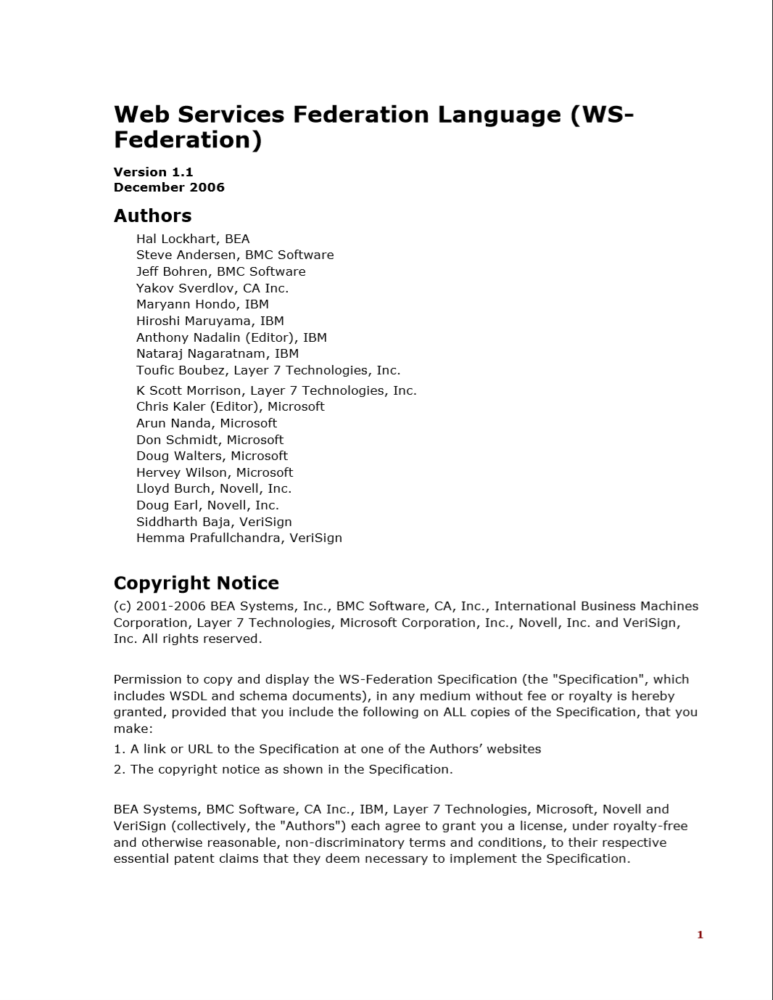 Web Services Federation Language (WS-
Federation)
Version 1.1
December 2006
Authors
Hal Lockhart, BEA
Steve Andersen, BMC Software
Jeff Bohren, BMC Software
Yakov Sverdlov, CA Inc.
Maryann Hondo, IBM
Hiroshi Maruyama, IBM
Anthony Nadalin (Editor), IBM
Nataraj Nagaratnam, IBM
Toufic Boubez, Layer 7 Technologies, Inc.
K Scott Morrison, Layer 7 Technologies, Inc.
Chris Kaler (Editor), Microsoft
Arun Nanda, Microsoft
Don Schmidt, Microsoft
Doug Walters, Microsoft
Hervey Wilson, Microsoft
Lloyd Burch, Novell, Inc.
Doug Earl, Novell, Inc.
Siddharth Baja, VeriSign
Hemma Prafullchandra, VeriSign
Copyright Notice
(c) 2001-2006 BEA Systems, Inc., BMC Software, CA, Inc., International Business Machines
Corporation, Layer 7 Technologies, Microsoft Corporation, Inc., Novell, Inc. and VeriSign,
Inc. All rights reserved.
Permission to copy and display the WS-Federation Specification (the "Specification", which
includes WSDL and schema documents), in any medium without fee or royalty is hereby
granted, provided that you include the following on ALL copies of the Specification, that you
make:
1. A link or URL to the Specification at one of the Authors’ websites
2. The copyright notice as shown in the Specification.
BEA Systems, BMC Software, CA Inc., IBM, Layer 7 Technologies, Microsoft, Novell and
VeriSign (collectively, the "Authors") each agree to grant you a license, under royalty-free
and otherwise reasonable, non-discriminatory terms and conditions, to their respective
essential patent claims that they deem necessary to implement the Specification.
1